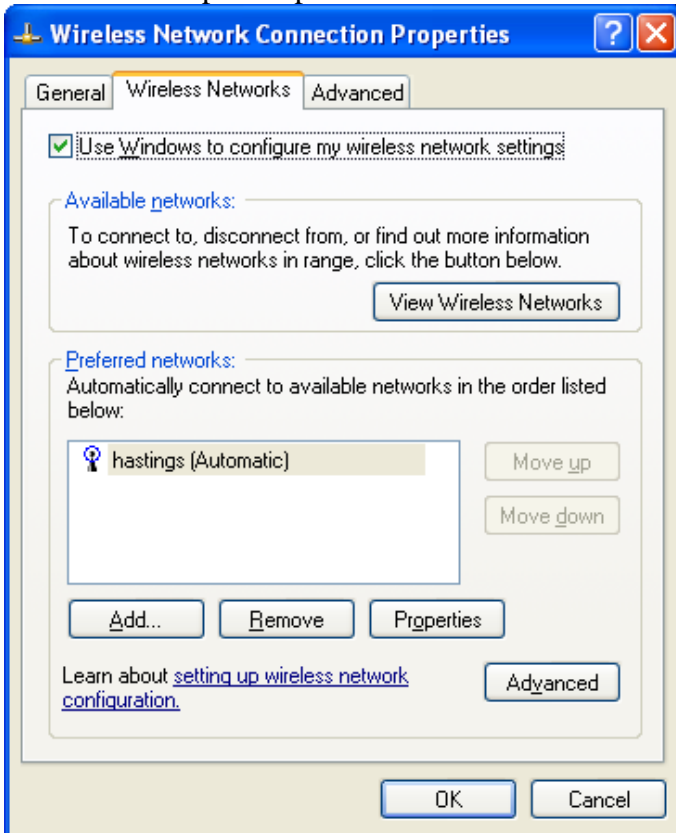 Wireless Network Connection Properties
General Wireless Networks Advanced
Use Windows to configure my wireless network settings
Available networks:
To connect to, disconnect from, or find out more information
about wireless networks in range, click the button below.
View Wireless Networks
Preferred networks:
Automatically connect to available networks in the order listed
below:
hastings (Automatic)
Move up
Move down
Add... Remove Properties
Learn about setting up wireless network
configuration.
Advanced
OK Cancel